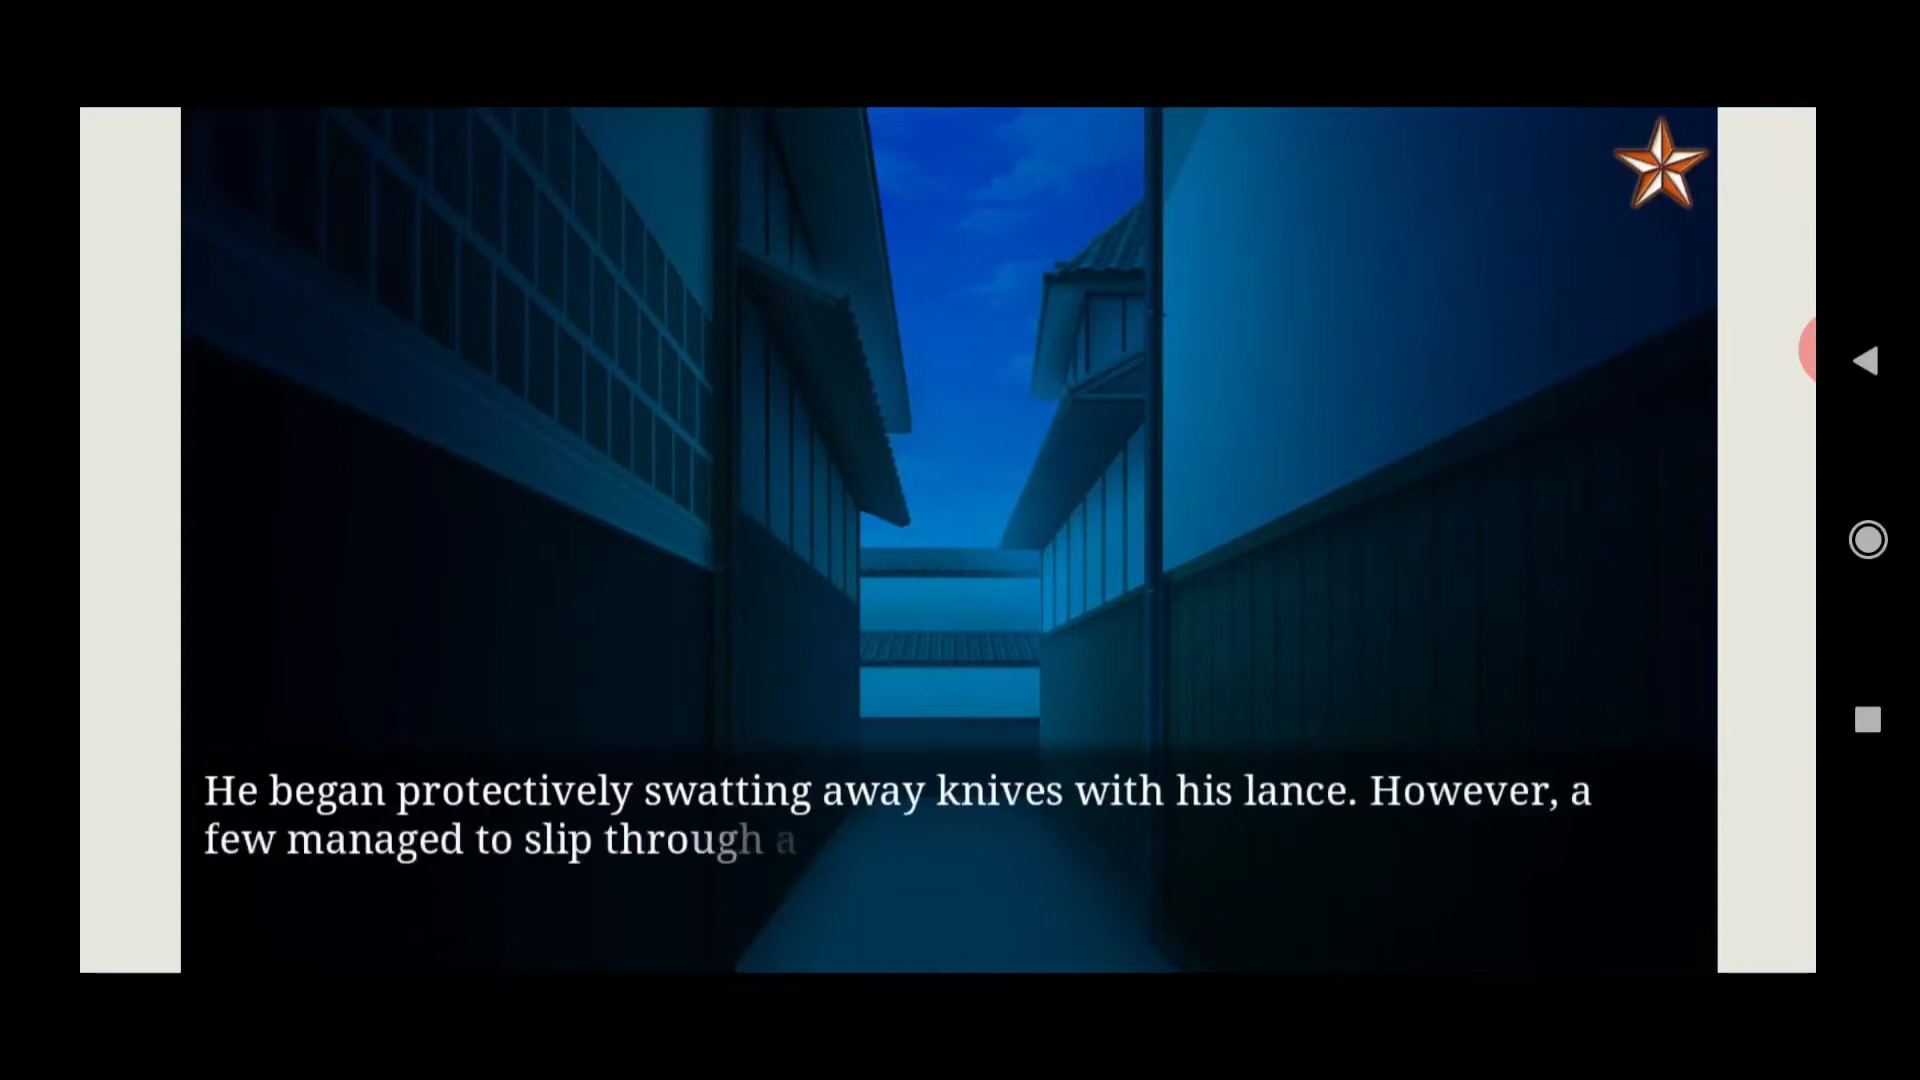 He began protectively swatting away knives with his lance. However, a
few managed to slip through a